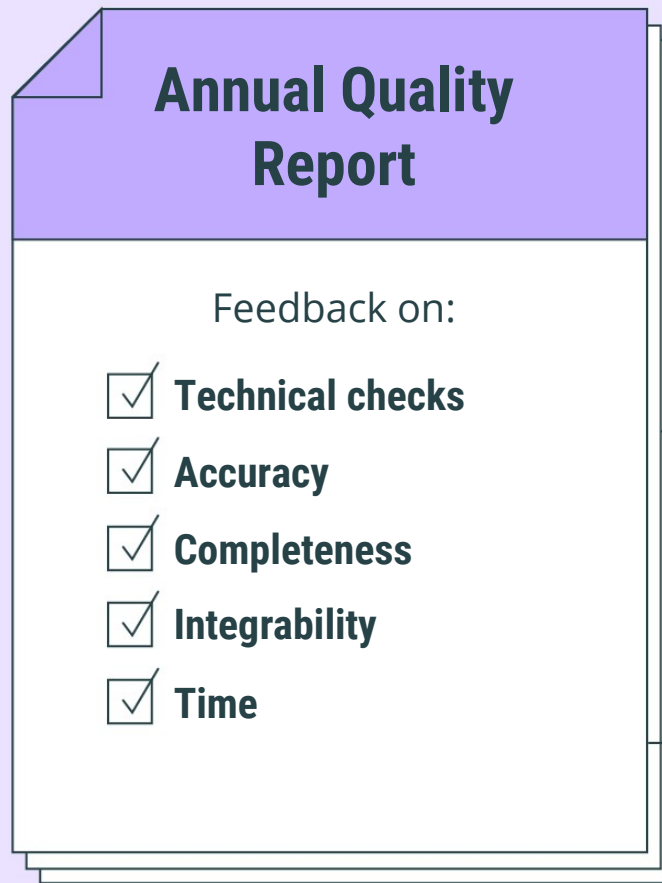 Annual Quality
Report
Feedback on:
Technical checks
Accuracy
Completeness
Integrability
Time